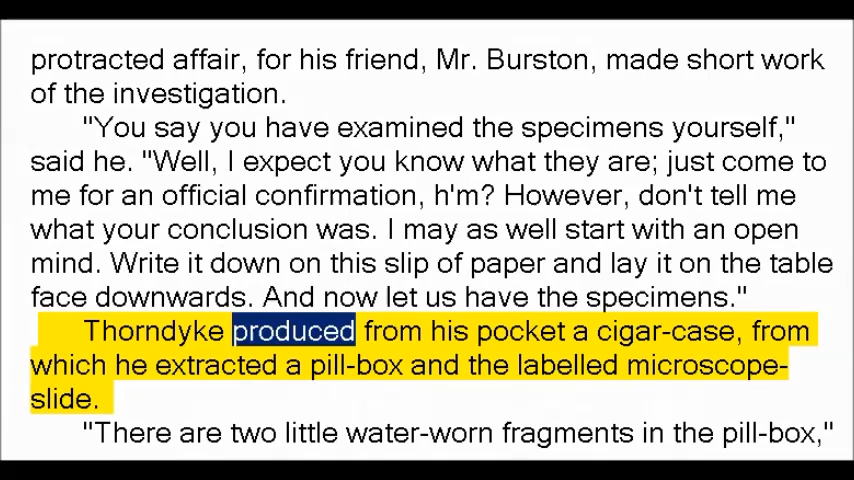 protracted affair, for his friend, Mr. Burston, made short work
of the investigation.
"You say you have examined the specimens yourself,"
said he. "Well, I expect you know what they are; just come to
me for an official confirmation, h'm? However, don't tell me
what your conclusion was. I may as well start with an open
mind. Write it down on this slip of paper and lay it on the table
face downwards. And now let us have the specimens."
Thorndyke produced from his pocket a cigar-case, from
which he extracted a pill-box and the labelled microscope-
slide.
"There are two little water-worn fragments in the pill-box,"